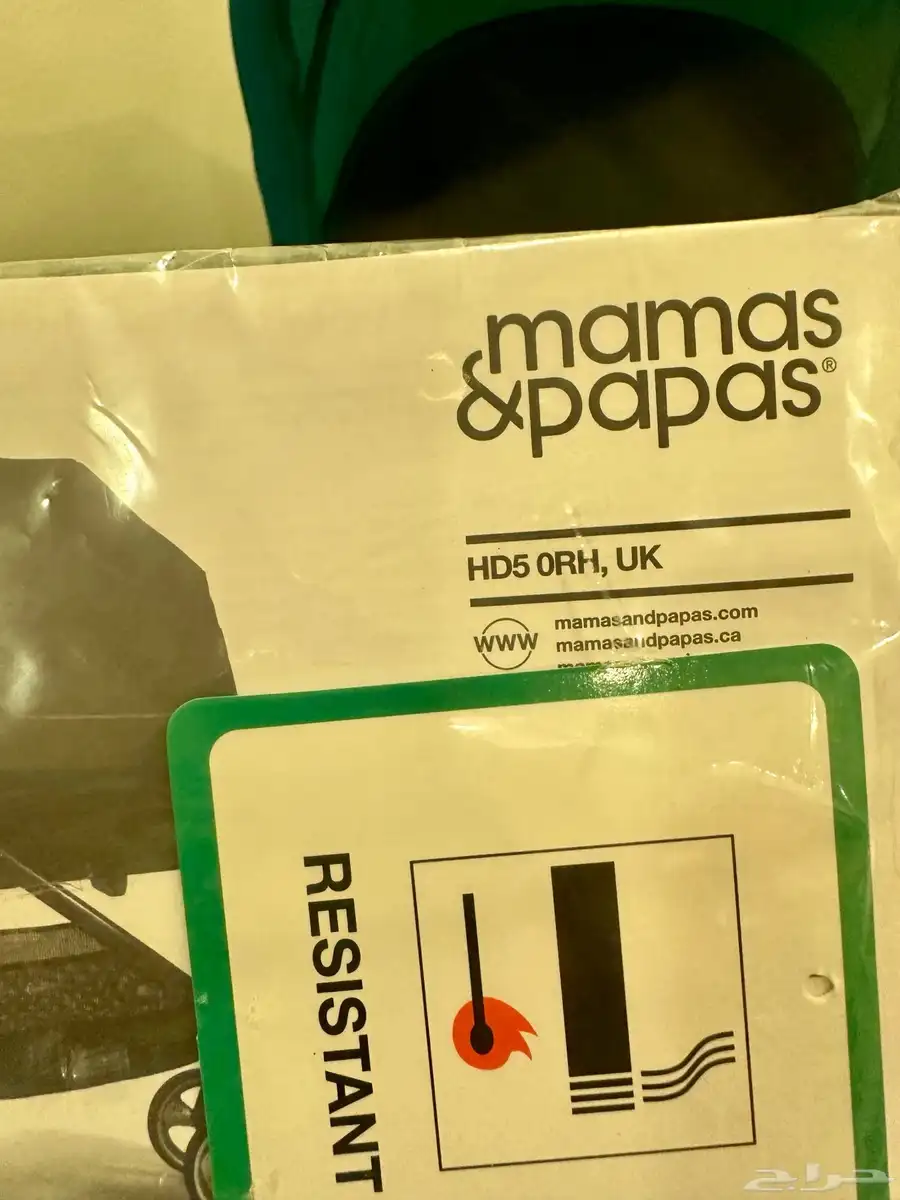 mamas
&papas®
HD5 0RH, UK
www
mamasandpapas.com
mamasandpapas.ca
RESISTANT
حراج